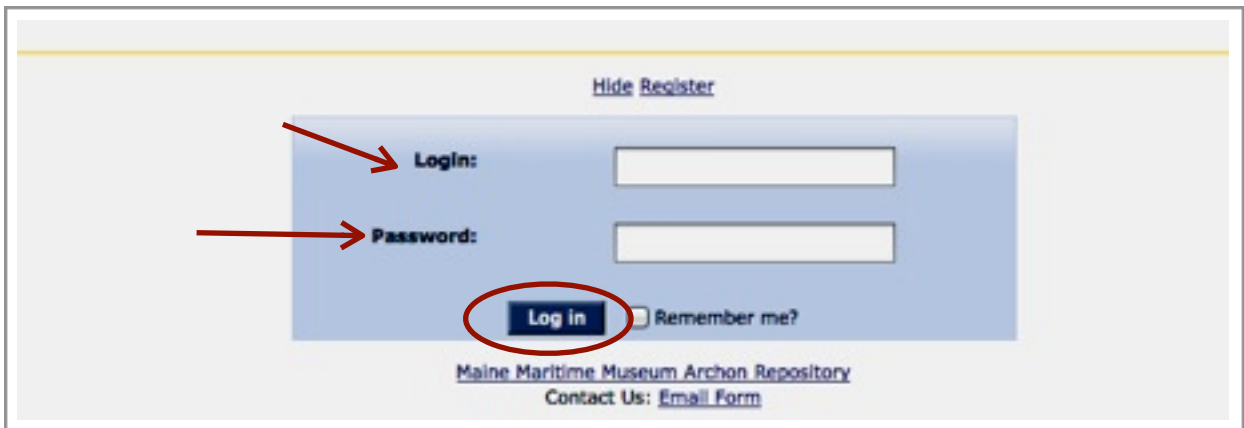 Hide Register
Login:
Password:
Log in Remember me?
Maine Maritime Museum Archon Repository
Contact Us: Email Form